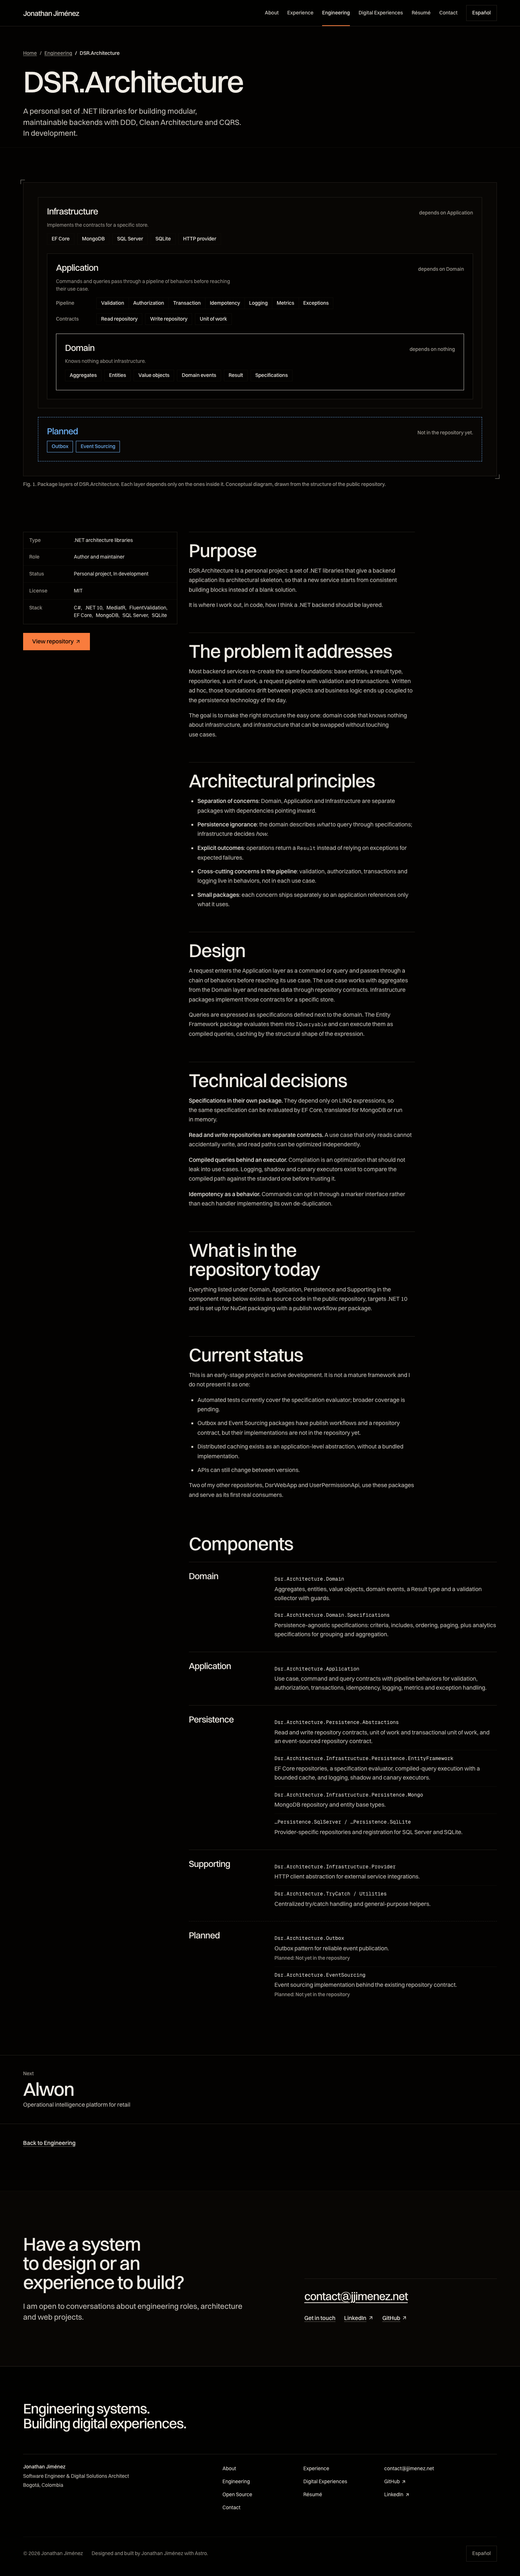 Jonathan Jiménez
About Experience Engineering Digital Experiences Résumé Contact Español
Home / Engineering / DSR.Architecture
DSR.Architecture
A personal set of .NET libraries for building modular,
maintainable backends with DDD, Clean Architecture and CQRS.
In development.
Infrastructure
depends on Application
Implements the contracts for a specific store.
EF Core MongoDB SQL Server SQLite HTTP provider
Application
depends on Domain
Commands and queries pass through a pipeline of behaviors before reaching
their use case.
Pipeline Validation Authorization Transaction Idempotency Logging Metrics Exceptions
Contracts Read repository Write repository Unit of work
Domain
depends on nothing
Knows nothing about infrastructure.
Aggregates Entities Value objects Domain events Result Specifications
Planned
Not in the repository yet.
Outbox Event Sourcing
Fig. 1. Package layers of DSR.Architecture. Each layer depends only on the ones inside it. Conceptual diagram, drawn from the structure of the public repository.
Type .NET architecture libraries
Role Author and maintainer
Status Personal project, in development
License MIT
Stack C#, .NET 10, MediatR, FluentValidation,
EF Core, MongoDB, SQL Server, SQLite
View repository ↗
Purpose
DSR.Architecture is a personal project: a set of .NET libraries that give a backend
application its architectural skeleton, so that a new service starts from consistent
building blocks instead of a blank solution.
It is where I work out, in code, how I think a .NET backend should be layered.
The problem it addresses
Most backend services re-create the same foundations: base entities, a result type,
repositories, a unit of work, a request pipeline with validation and transactions. Written
ad hoc, those foundations drift between projects and business logic ends up coupled to
the persistence technology of the day.
The goal is to make the right structure the easy one: domain code that knows nothing
about infrastructure, and infrastructure that can be swapped without touching
use cases.
Architectural principles
• Separation of concerns: Domain, Application and Infrastructure are separate
packages with dependencies pointing inward.
• Persistence ignorance: the domain describes what to query through specifications;
infrastructure decides how.
• Explicit outcomes: operations return a Result instead of relying on exceptions for
expected failures.
• Cross-cutting concerns in the pipeline: validation, authorization, transactions and
logging live in behaviors, not in each use case.
• Small packages: each concern ships separately so an application references only
what it uses.
Design
A request enters the Application layer as a command or query and passes through a
chain of behaviors before reaching its use case. The use case works with aggregates
from the Domain layer and reads data through repository contracts. Infrastructure
packages implement those contracts for a specific store.
Queries are expressed as specifications defined next to the domain. The Entity
Framework package evaluates them into IQueryable and can execute them as
compiled queries, caching by the structural shape of the expression.
Technical decisions
Specifications in their own package. They depend only on LINQ expressions, so
the same specification can be evaluated by EF Core, translated for MongoDB or run
in memory.
Read and write repositories are separate contracts. A use case that only reads cannot
accidentally write, and read paths can be optimized independently.
Compiled queries behind an executor. Compilation is an optimization that should not
leak into use cases. Logging, shadow and canary executors exist to compare the
compiled path against the standard one before trusting it.
Idempotency as a behavior. Commands can opt in through a marker interface rather
than each handler implementing its own de-duplication.
What is in the
repository today
Everything listed under Domain, Application, Persistence and Supporting in the
component map below exists as source code in the public repository, targets .NET 10
and is set up for NuGet packaging with a publish workflow per package.
Current status
This is an early-stage project in active development. It is not a mature framework and I
do not present it as one:
• Automated tests currently cover the specification evaluator; broader coverage is
pending.
• Outbox and Event Sourcing packages have publish workflows and a repository
contract, but their implementations are not in the repository yet.
• Distributed caching exists as an application-level abstraction, without a bundled
implementation.
• APIs can still change between versions.
Two of my other repositories, DsrWebApp and UserPermissionApi, use these packages
and serve as its first real consumers.
Components
Domain
Dsr.Architecture.Domain
Aggregates, entities, value objects, domain events, a Result type and a validation
collector with guards.
Dsr.Architecture.Domain.Specifications
Persistence-agnostic specifications: criteria, includes, ordering, paging, plus analytics
specifications for grouping and aggregation.
Application
Dsr.Architecture.Application
Use case, command and query contracts with pipeline behaviors for validation,
authorization, transactions, idempotency, logging, metrics and exception handling.
Persistence
Dsr.Architecture.Persistence.Abstractions
Read and write repository contracts, unit of work and transactional unit of work, and
an event-sourced repository contract.
Dsr.Architecture.Infrastructure.Persistence.EntityFramework
EF Core repositories, a specification evaluator, compiled-query execution with a
bounded cache, and logging, shadow and canary executors.
Dsr.Architecture.Infrastructure.Persistence.Mongo
MongoDB repository and entity base types.
…Persistence.SqlServer / …Persistence.SqlLite
Provider-specific repositories and registration for SQL Server and SQLite.
Supporting
Dsr.Architecture.Infrastructure.Provider
HTTP client abstraction for external service integrations.
Dsr.Architecture.TryCatch / Utilities
Centralized try/catch handling and general-purpose helpers.
Planned
Dsr.Architecture.Outbox
Outbox pattern for reliable event publication.
Planned: Not yet in the repository
Dsr.Architecture.EventSourcing
Event sourcing implementation behind the existing repository contract.
Planned: Not yet in the repository
Next
Alwon
Operational intelligence platform for retail
Back to Engineering
Have a system
to design or an
experience to build?
I am open to conversations about engineering roles, architecture
and web projects.
contact@jjimenez.net
Get in touch LinkedIn ↗ GitHub ↗
Engineering systems.
Building digital experiences.
Jonathan Jiménez
Software Engineer & Digital Solutions Architect
Bogotá, Colombia
About Experience contact@jjimenez.net
Engineering Digital Experiences GitHub ↗
Open Source Résumé LinkedIn ↗
Contact
© 2026 Jonathan Jiménez Designed and built by Jonathan Jiménez with Astro. Español